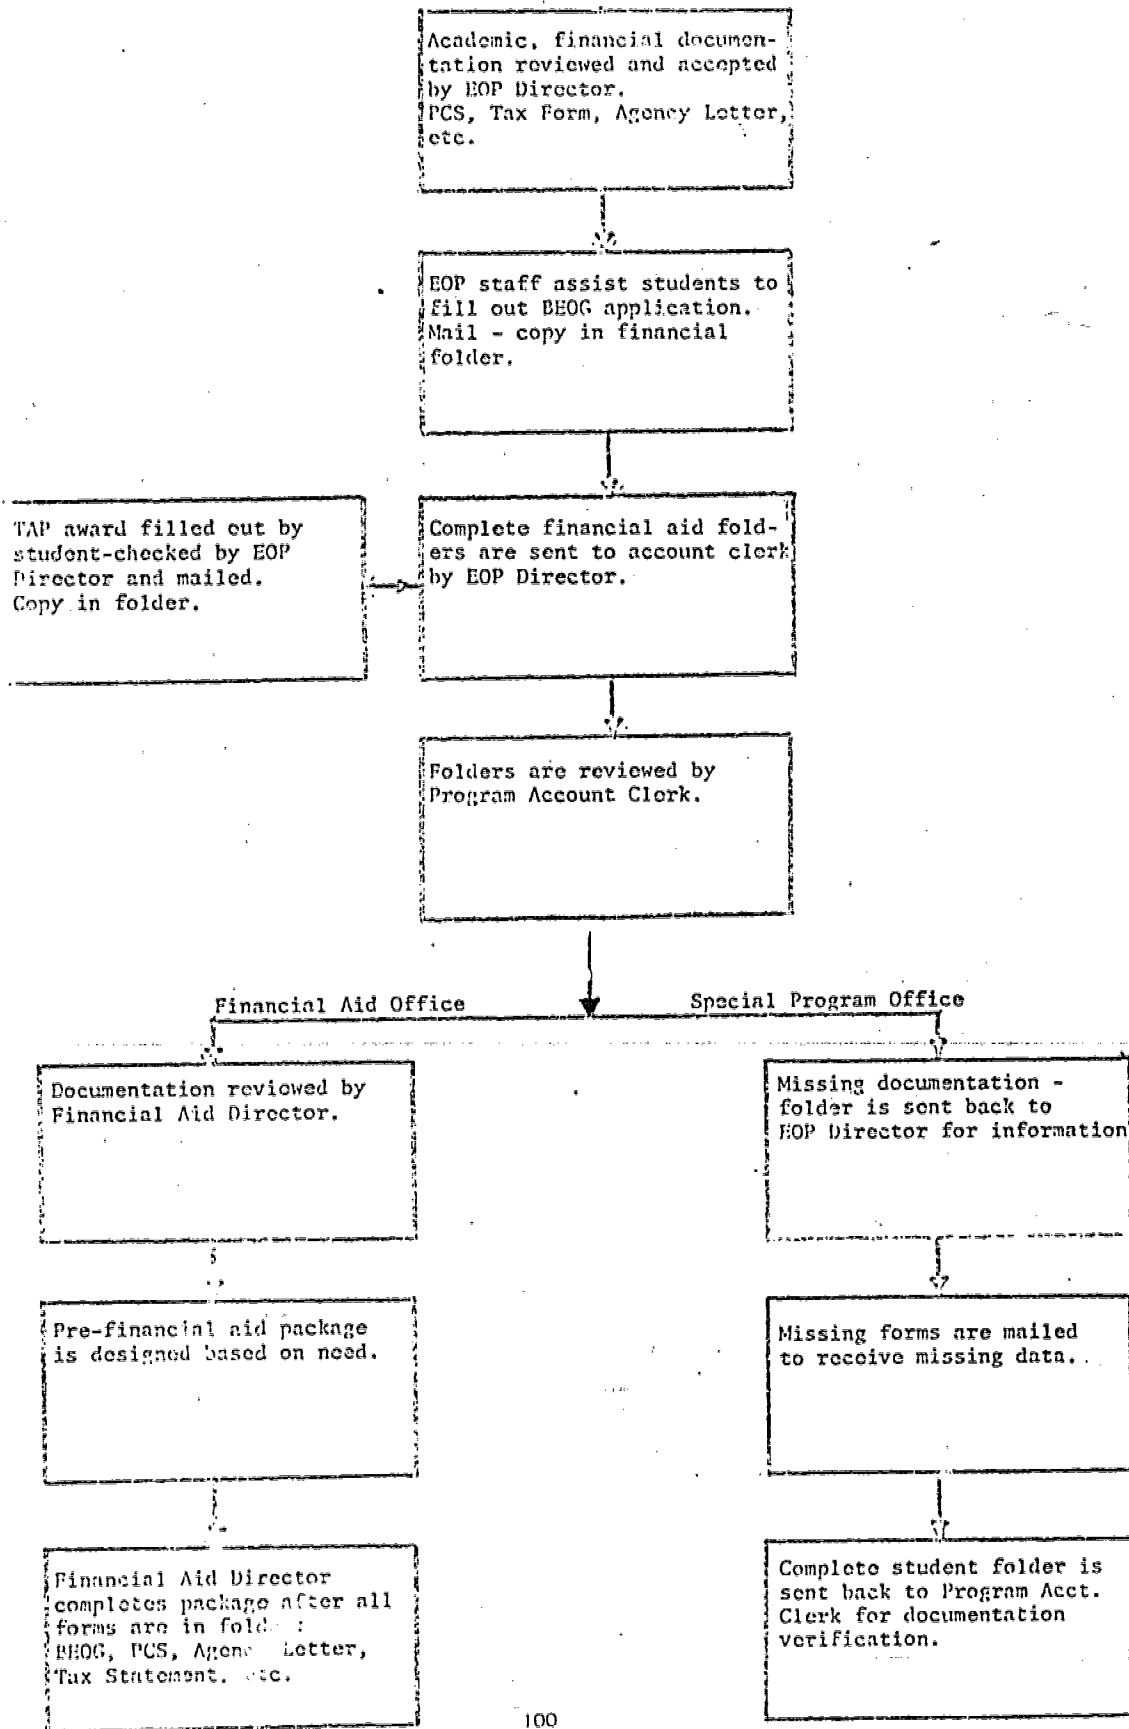 Academic, financial documen-
tation reviewed and accepted
by EOP Director.
PCS, Tax Form, Agency Letter,
etc.
EOP staff assist students to
fill out BEOG application.
Mail - copy in financial
folder.
TAP award filled out by
student-checked by EOP
Director and mailed.
Copy in folder.
Complete financial aid fold-
ers are sent to account clerk
by EOP Director.
Folders are reviewed by
Program Account Clerk.
Financial Aid Office
Special Program Office
Documentation reviewed by
Financial Aid Director.
Missing documentation -
folder is sent back to
EOP Director for information
Pre-financial aid package
is designed based on need.
Missing forms are mailed
to receive missing data.
Financial Aid Director
completes package after all
forms are in
BEOG, PCS, Letter,
Tax Statement. etc.
Complete student folder is
sent back to Program Acct.
Clerk for documentation
verification.
100